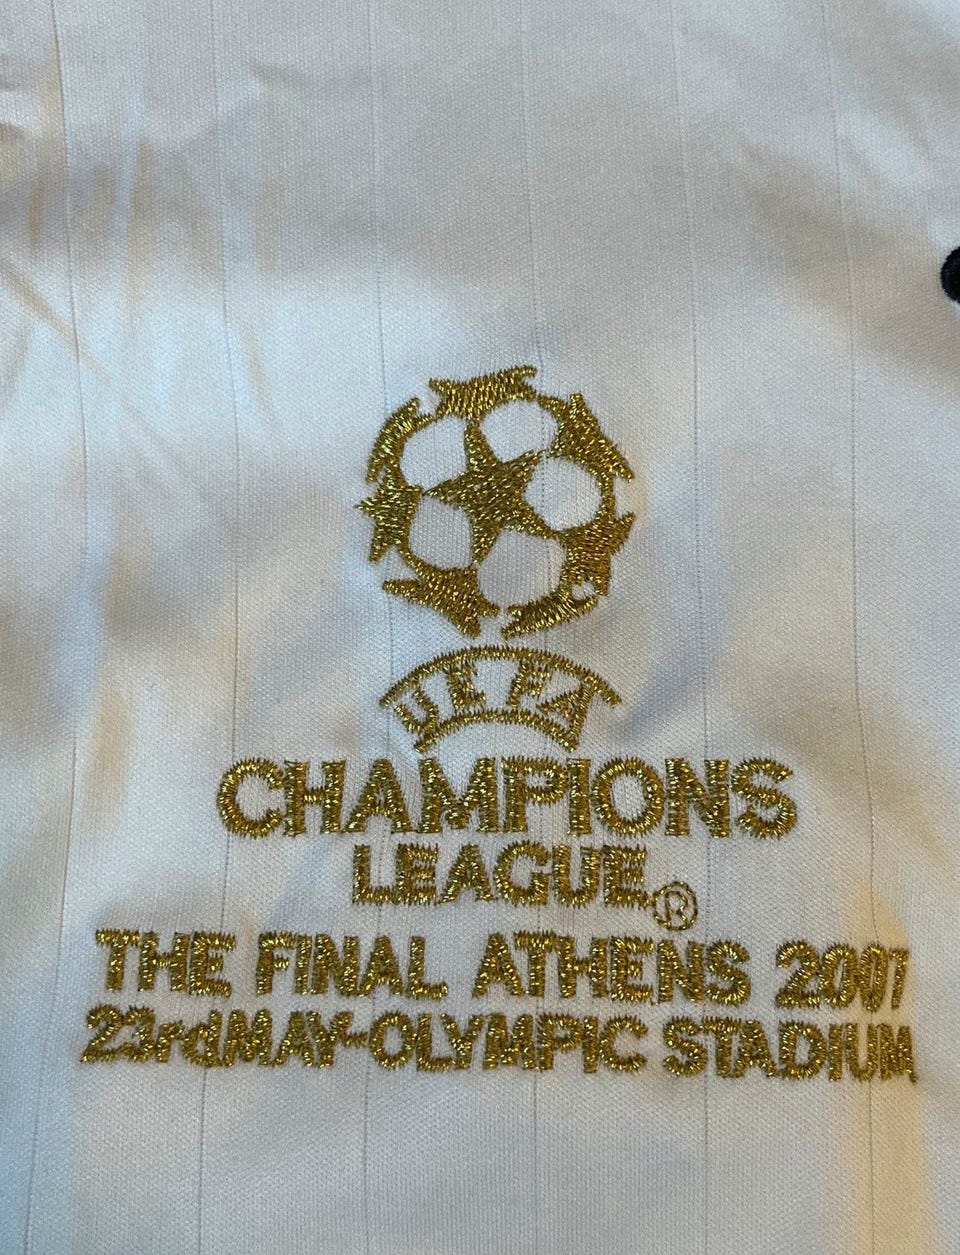 UEFA
CHAMPIONS
LEAGUE®
THE FINAL ATHENS 2007
23rdMAY-OLYMPIC STADIUM